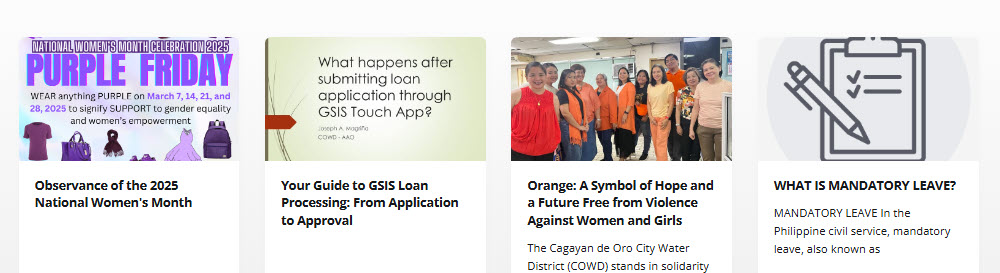 NATIONAL WOMEN'S MONTH CELEBRATION 2025
PURPLE FRIDAY
WEAR anything PURPLE on March 7, 14, 21, and
28, 2025 to signify SUPPORT to gender equality
and women's empowerment
Observance of the 2025
National Women's Month
What happens after
submitting loan
application through
GSIS Touch App?
Joseph A. Magriña
COWD - AAO
Your Guide to GSIS Loan
Processing: From Application
to Approval
Orange: A Symbol of Hope and
a Future Free from Violence
Against Women and Girls
The Cagayan de Oro City Water
District (COWD) stands in solidarity
WHAT IS MANDATORY LEAVE?
MANDATORY LEAVE In the
Philippine civil service, mandatory
leave, also known as